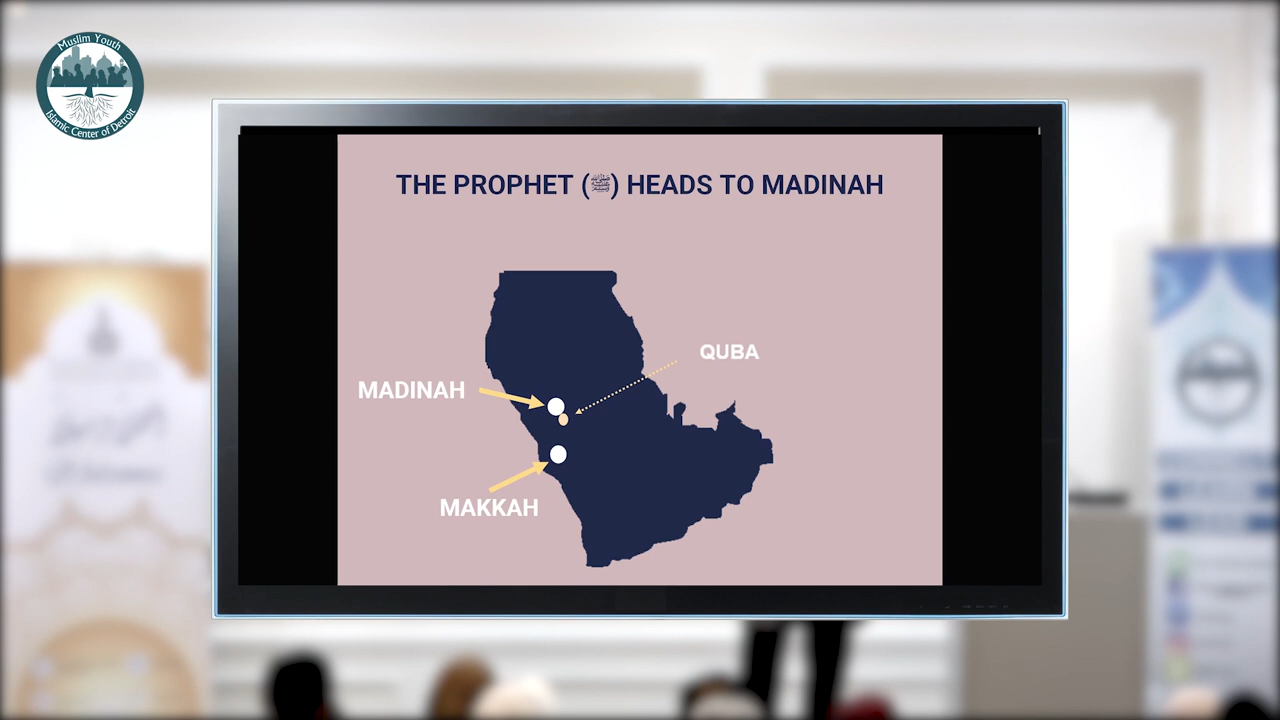 Muslim Youth
Islamic Center of Detroit
THE PROPHET (ﷺ) HEADS TO MADINAH
QUBA
MADINAH
MAKKAH